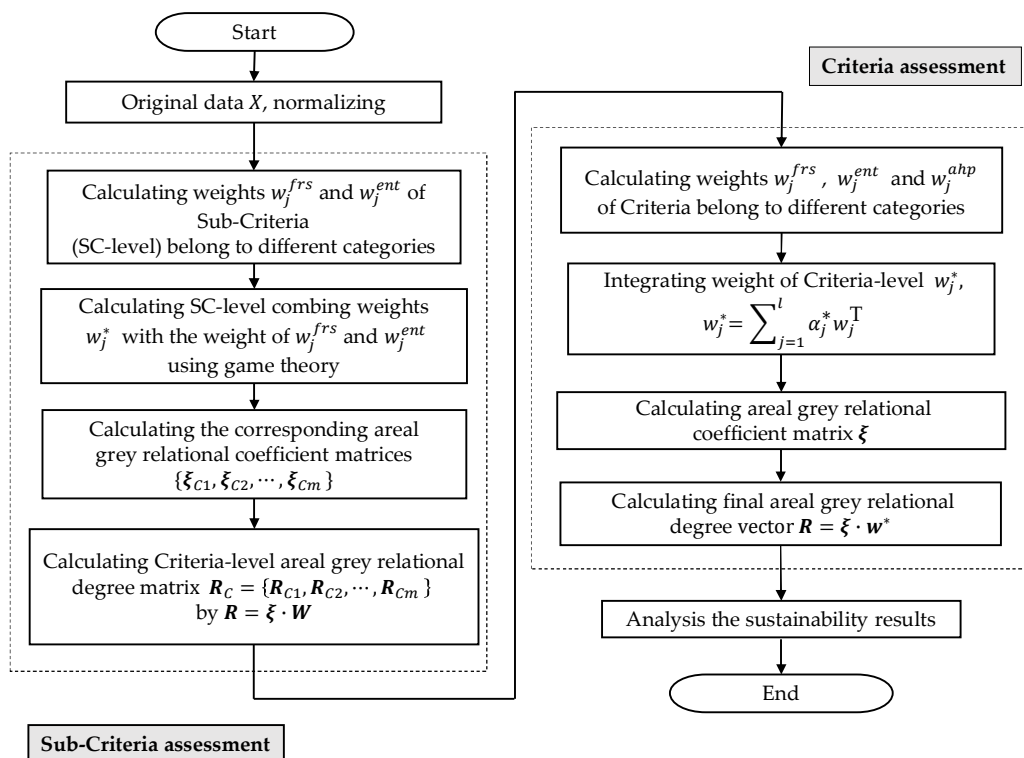 Start
Original data X, normalizing
Calculating weights w_j^{frs} and w_j^{ent} of
Sub-Criteria
(SC-level) belong to different categories
Calculating SC-level combing weights
w_j^* with the weight of w_j^{frs} and w_j^{ent}
using game theory
Calculating the corresponding areal
grey relational coefficient matrices
{ξ_{C1}, ξ_{C2}, ⋯, ξ_{Cm}}
Calculating Criteria-level areal grey relational
degree matrix R_C = {R_{C1}, R_{C2}, ⋯, R_{Cm}}
by R = ξ · W
Sub-Criteria assessment
Criteria assessment
Calculating weights w_j^{frs}, w_j^{ent} and w_j^{ahp}
of Criteria belong to different categories
Integrating weight of Criteria-level w_j^*,
w_j^* = ∑_{j=1}^{l} α_j^* w_j^T
Calculating areal grey relational
coefficient matrix ξ
Calculating final areal grey relational
degree vector R = ξ · w^*
Analysis the sustainability results
End